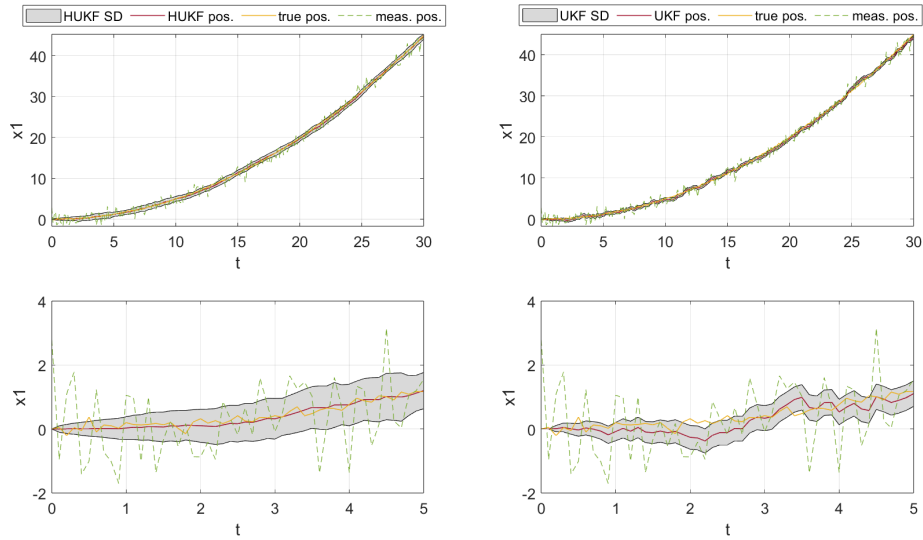 HUKF SD HUKF pos. true pos. meas. pos.
40
30
20
10
0
x1
0 5 10 15 20 25 30
t
UKF SD UKF pos. true pos. meas. pos.
40
30
20
10
0
x1
0 5 10 15 20 25 30
t
4
2
0
-2
x1
0 1 2 3 4 5
t
4
2
0
-2
x1
0 1 2 3 4 5
t